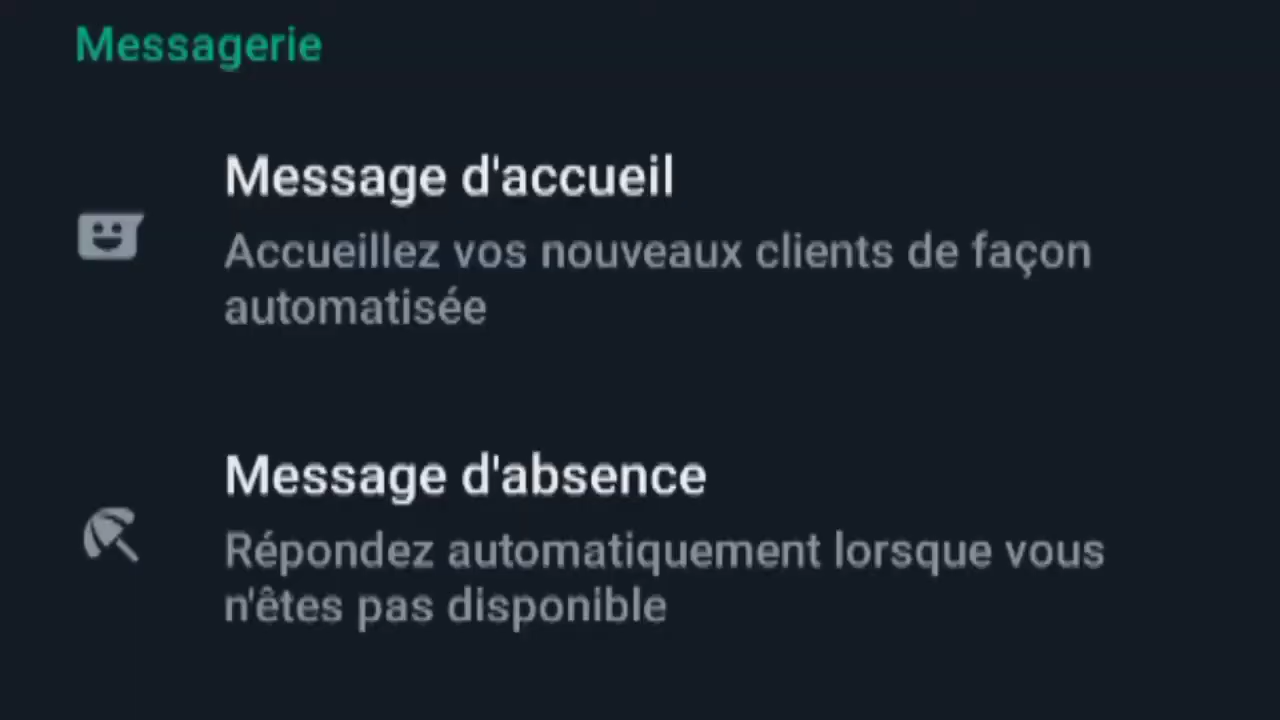 Messagerie
Message d'accueil
Accueillez vos nouveaux clients de façon
automatisée
Message d'absence
Répondez automatiquement lorsque vous
n'êtes pas disponible